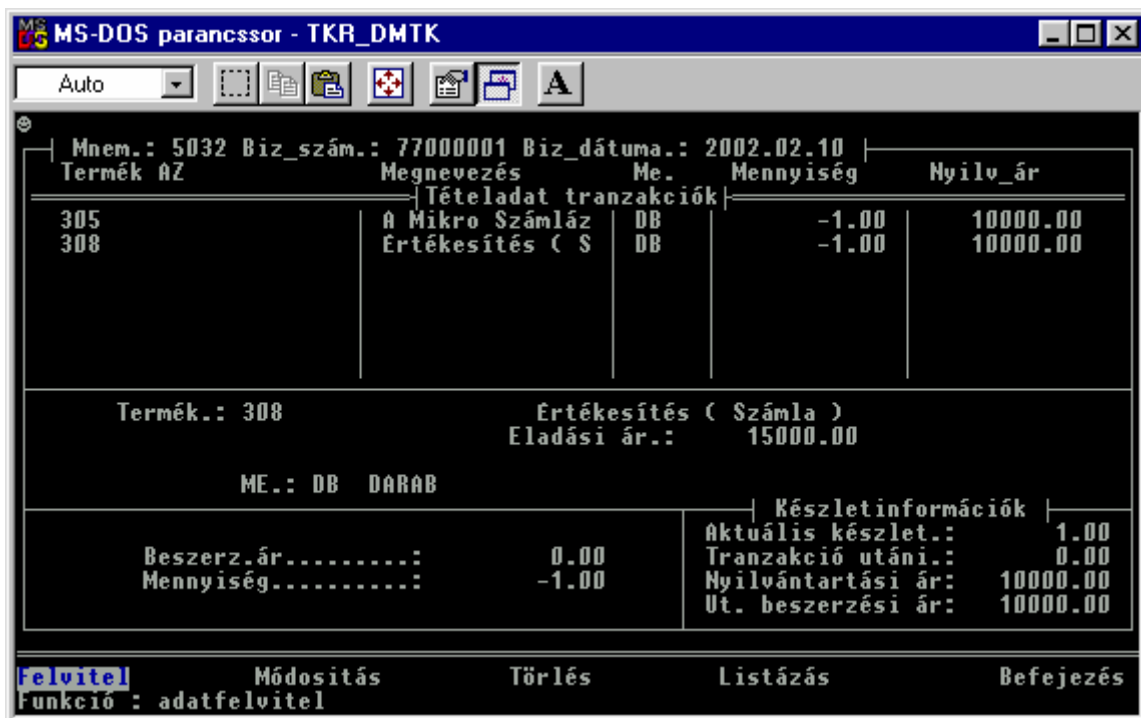 MS-DOS parancssor - TKR_DMTK
Auto A
Mnem.: 5032 Biz_szám.: 77000001 Biz_dátuma.: 2002.02.10
Termék AZ Megnevezés Me. Mennyiség Nyilv_ár
Tételadat tranzakciók
305 A Mikro Számláz DB -1.00 10000.00
308 Értékesítés ( S DB -1.00 10000.00
Termék.: 308 Értékesítés ( Számla )
Eladási ár.: 15000.00
ME.: DB DARAB
Készletinformációk
Aktuális készlet.: 1.00
Beszerz.ár..........: 0.00 Tranzakció utáni.: 0.00
Mennyiség...........: -1.00 Nyilvántartási ár: 10000.00
Ut. beszerzési ár: 10000.00
Felvitel Módositás Törlés Listázás Befejezés
Funkció : adatfelvitel